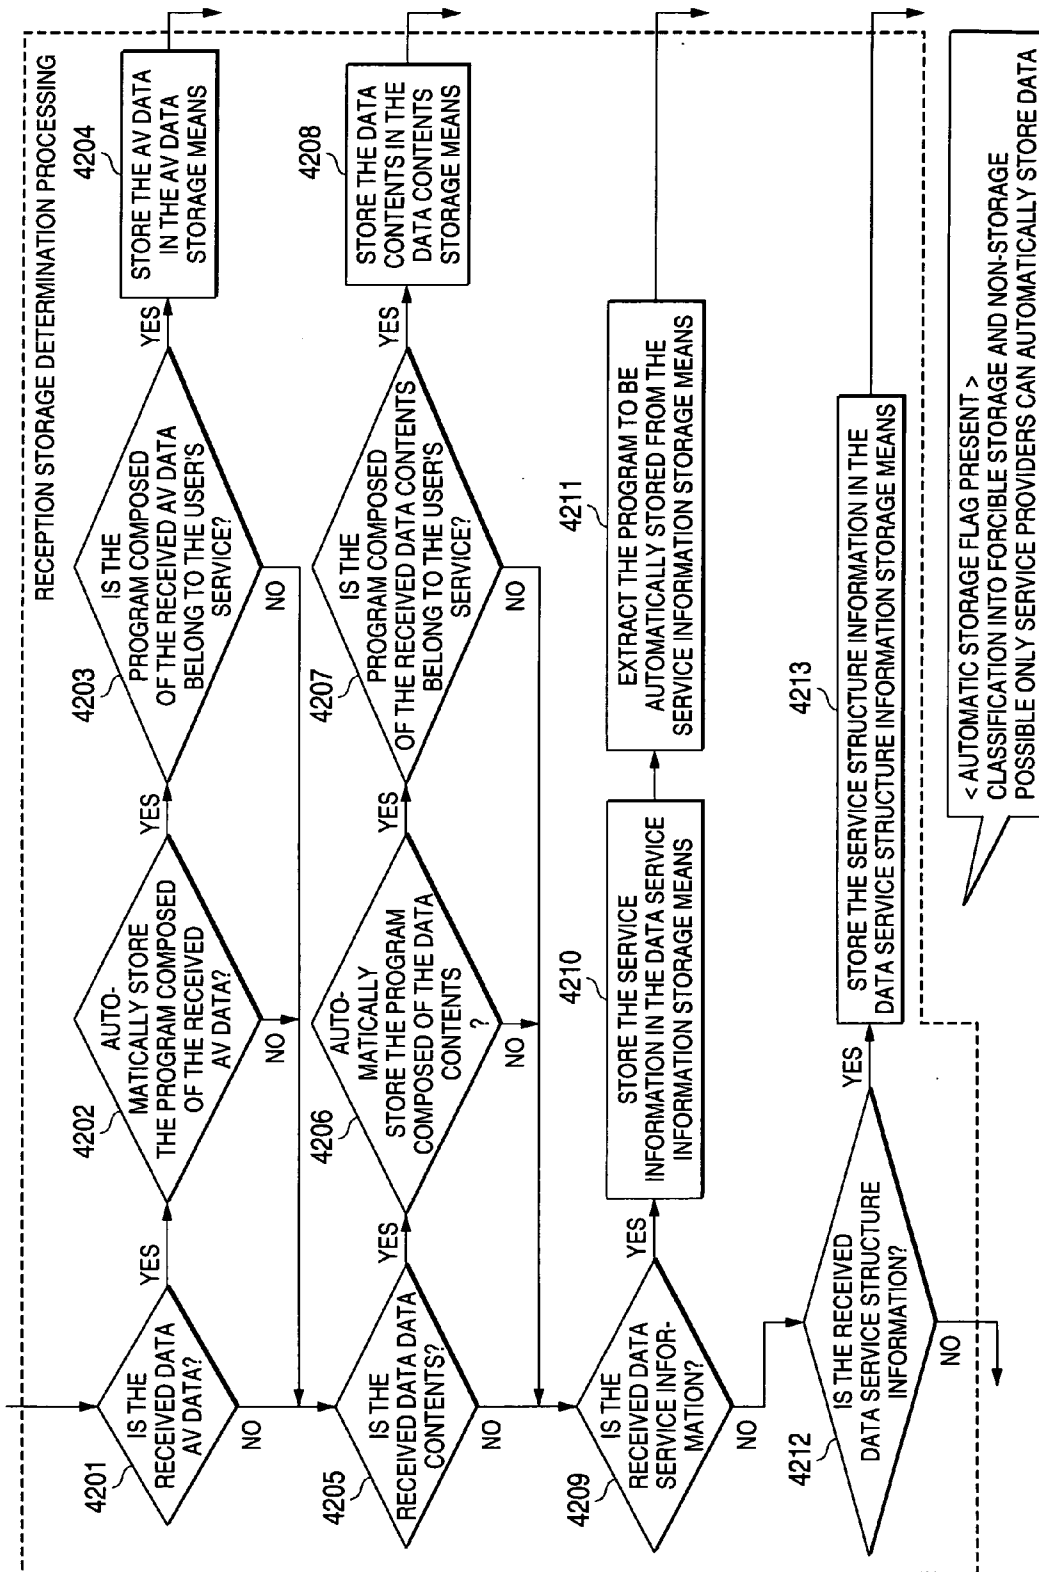 RECEPTION STORAGE DETERMINATION PROCESSING
4201
IS THE
RECEIVED DATA
AV DATA?
YES
NO
4202
AUTO-
MATICALLY STORE
THE PROGRAM COMPOSED
OF THE RECEIVED
AV DATA?
YES
NO
4203
IS THE
PROGRAM COMPOSED
OF THE RECEIVED AV DATA
BELONG TO THE USER'S
SERVICE?
YES
NO
4204
STORE THE AV DATA
IN THE AV DATA
STORAGE MEANS
4205
IS THE
RECEIVED DATA DATA
CONTENTS?
YES
NO
4206
AUTO-
MATICALLY
STORE THE PROGRAM
COMPOSED OF THE DATA
CONTENTS
?
YES
NO
4207
IS THE
PROGRAM COMPOSED
OF THE RECEIVED DATA CONTENTS
BELONG TO THE USER'S
SERVICE?
YES
NO
4208
STORE THE DATA
CONTENTS IN THE
DATA CONTENTS
STORAGE MEANS
4209
IS THE
RECEIVED DATA
SERVICE INFOR-
MATION?
YES
NO
4210
STORE THE SERVICE
INFORMATION IN THE DATA SERVICE
INFORMATION STORAGE MEANS
4211
EXTRACT THE PROGRAM TO BE
AUTOMATICALLY STORED FROM THE
SERVICE INFORMATION STORAGE MEANS
4212
IS THE RECEIVED
DATA SERVICE STRUCTURE
INFORMATION?
YES
NO
4213
STORE THE SERVICE STRUCTURE INFORMATION IN THE
DATA SERVICE STRUCTURE INFORMATION STORAGE MEANS
< AUTOMATIC STORAGE FLAG PRESENT >
CLASSIFICATION INTO FORCIBLE STORAGE AND NON-STORAGE
POSSIBLE ONLY SERVICE PROVIDERS CAN AUTOMATICALLY STORE DATA